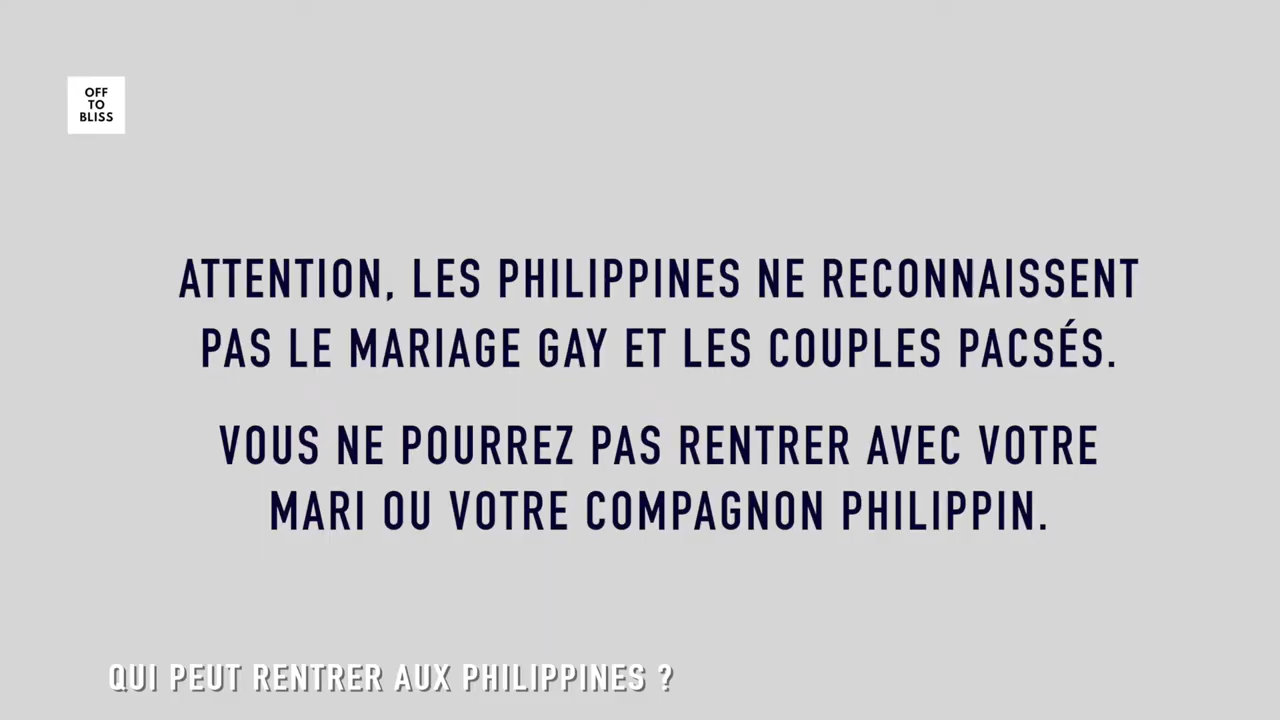 OFF
TO
BLISS
ATTENTION, LES PHILIPPINES NE RECONNAISSENT
PAS LE MARIAGE GAY ET LES COUPLES PACSÉS.
VOUS NE POURREZ PAS RENTRER AVEC VOTRE
MARI OU VOTRE COMPAGNON PHILIPPIN.
QUI PEUT RENTRER AUX PHILIPPINES ?